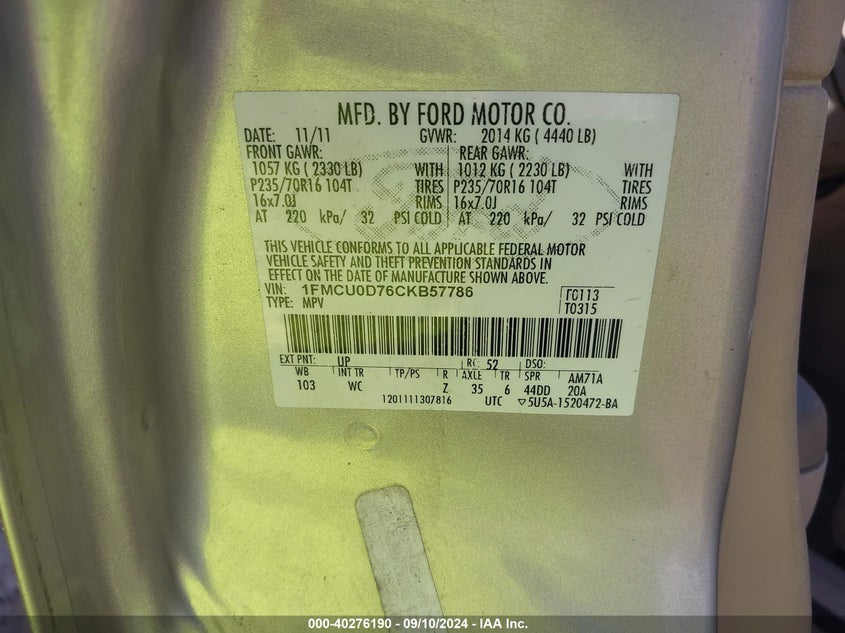 MFD. BY FORD MOTOR CO.
DATE: 11/11 GVWR: 2014 KG ( 4440 LB)
FRONT GAWR: REAR GAWR:
1057 KG ( 2330 LB) WITH 1012 KG ( 2230 LB) WITH
P235/70R16 104T TIRES P235/70R16 104T TIRES
16x7.0J RIMS 16x7.0J RIMS
AT 220 kPa/ 32 PSI COLD AT 220 kPa/ 32 PSI COLD
THIS VEHICLE CONFORMS TO ALL APPLICABLE FEDERAL MOTOR
VEHICLE SAFETY AND THEFT PREVENTION STANDARDS IN
EFFECT ON THE DATE OF MANUFACTURE SHOWN ABOVE.
VIN: 1FMCU0D76CKB57786 TC113
TYPE: MPV T0315
EXT PNT: UP RC: 52 DSO:
WB INT TR TP/PS R AXLE TR SPR AM71A
103 WC Z 35 6 44DD 20A
1201111307816 UTC ▽5U5A-1520472-BA
000-40276190 - 09/10/2024 - IAA Inc.